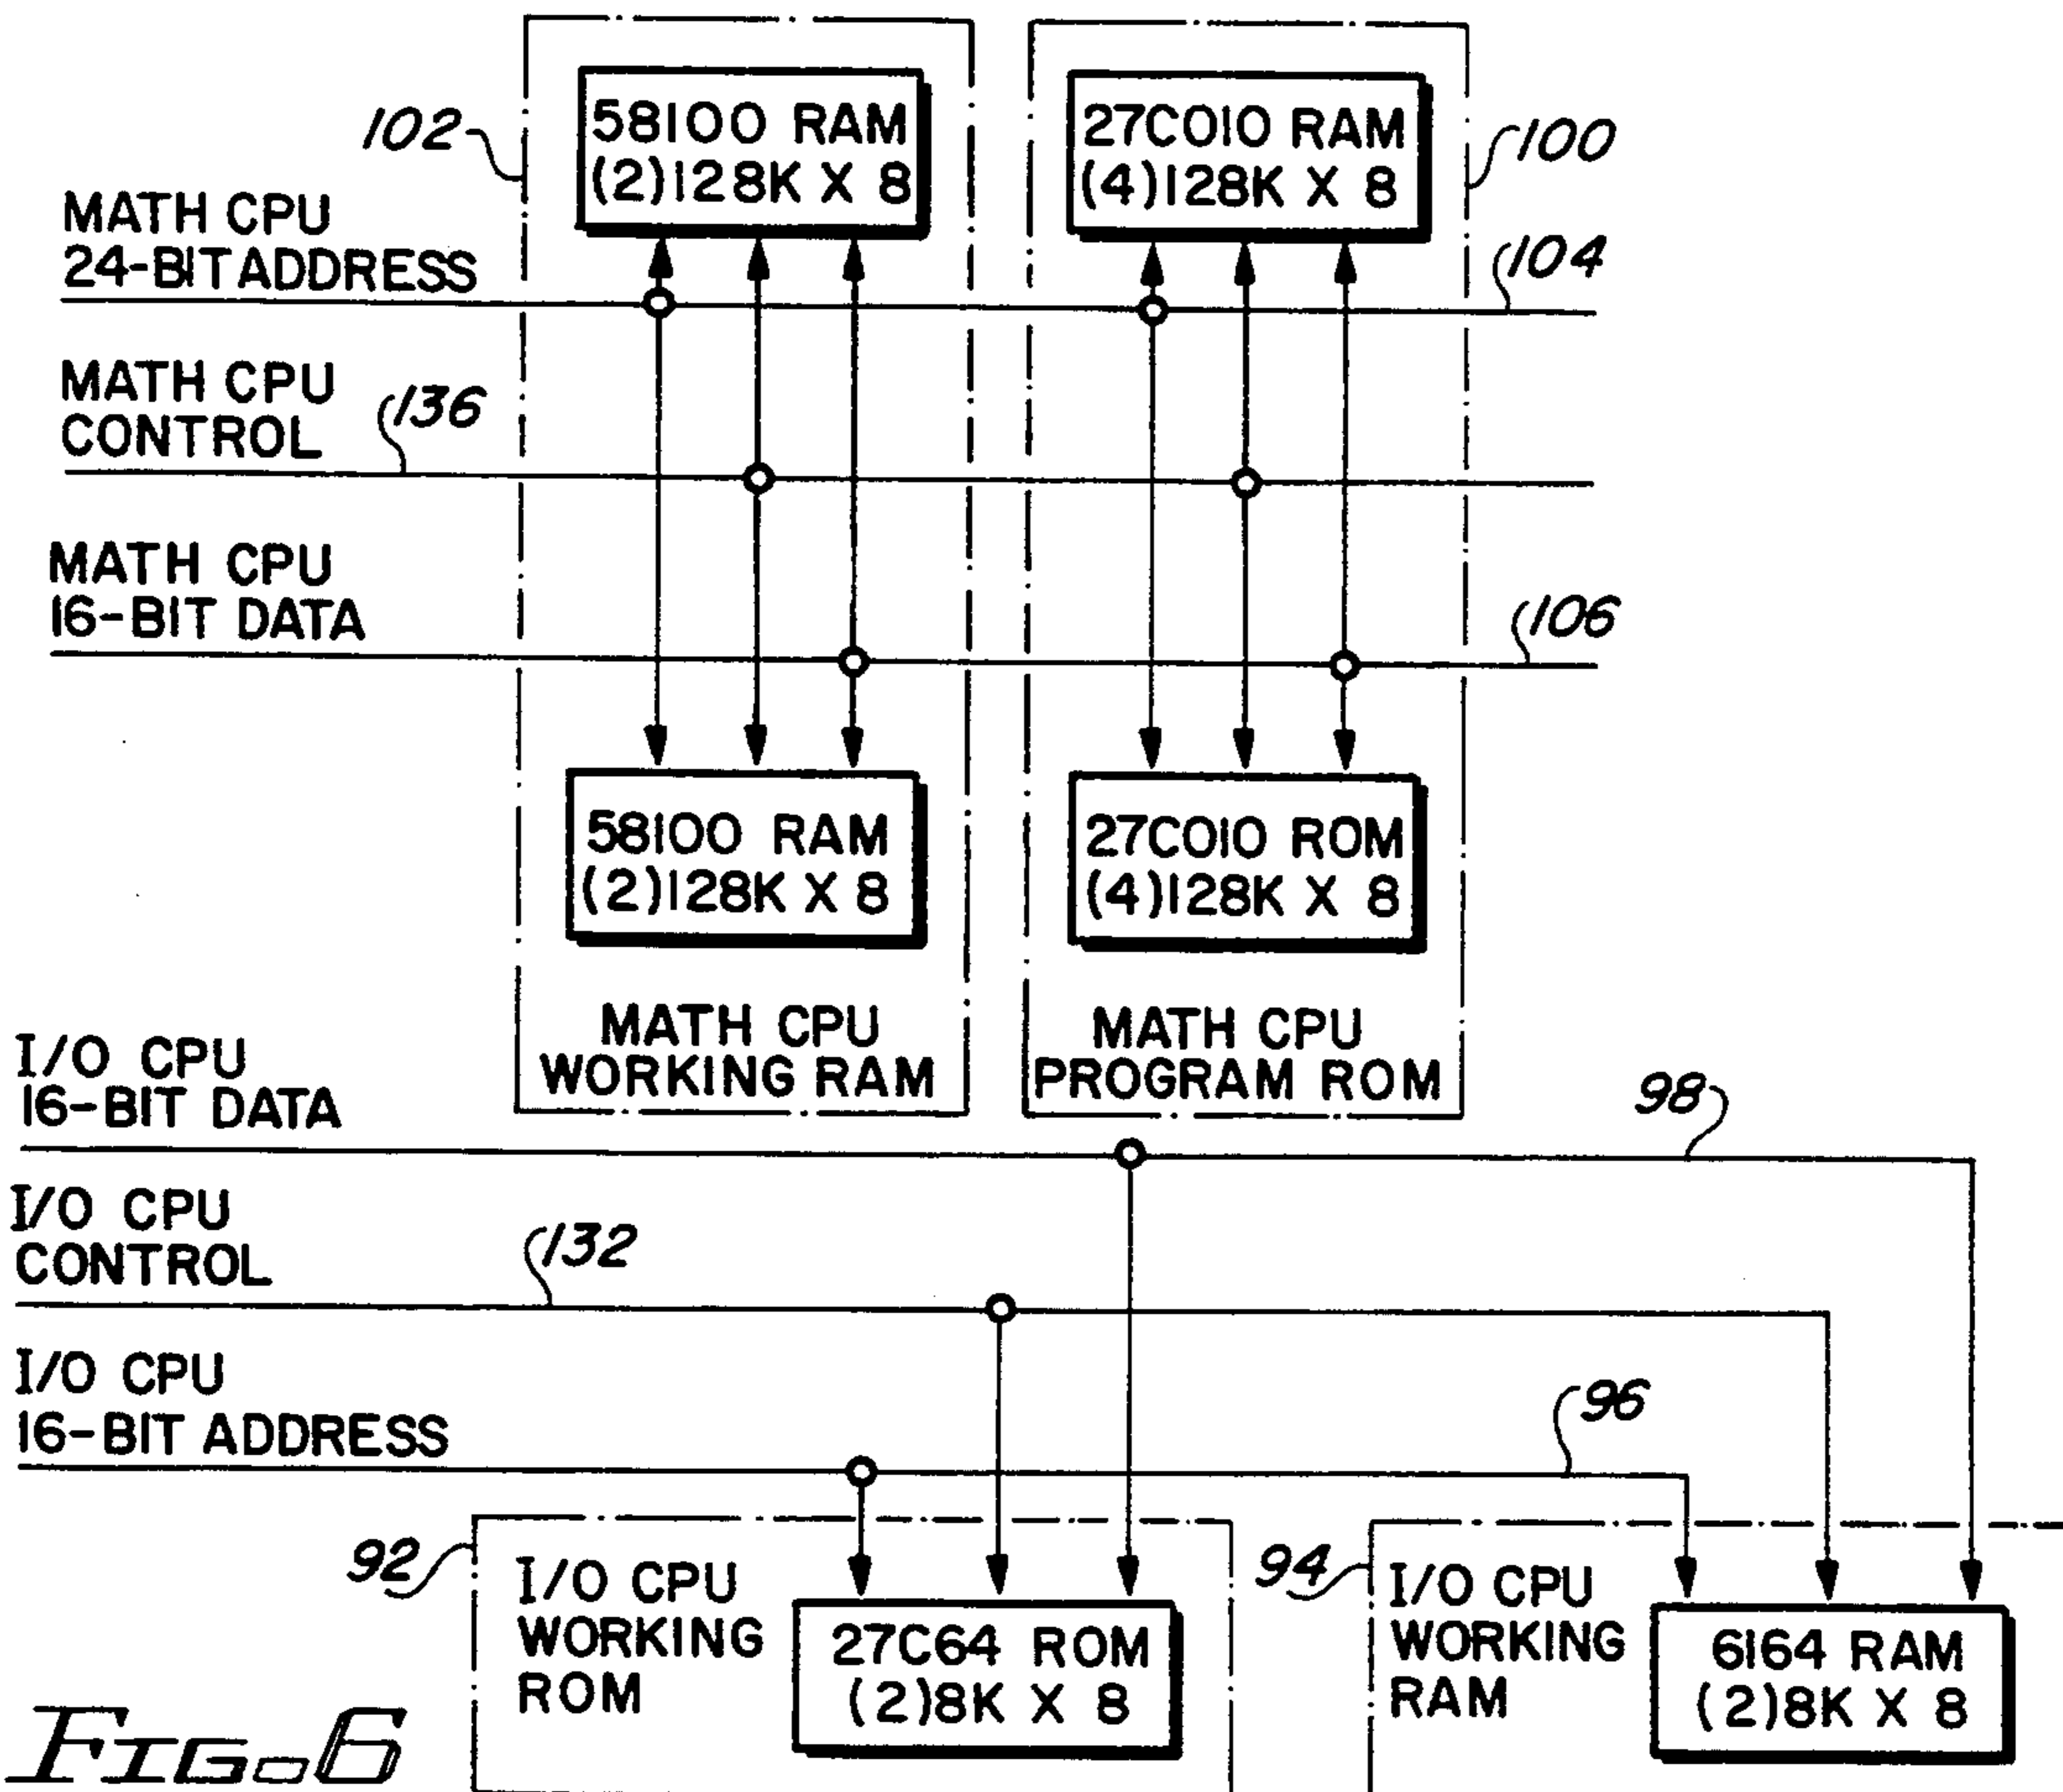 58100 RAM
(2)128K X 8
27C010 RAM
(4)128K X 8
102
100
MATH CPU
24-BIT ADDRESS
104
MATH CPU
CONTROL
136
MATH CPU
16-BIT DATA
106
58100 RAM
(2)128K X 8
27C010 ROM
(4)128K X 8
MATH CPU
WORKING RAM
MATH CPU
PROGRAM ROM
I/O CPU
16-BIT DATA
98
I/O CPU
CONTROL
132
I/O CPU
16-BIT ADDRESS
96
92
I/O CPU
WORKING
ROM
27C64 ROM
(2)8K X 8
94
I/O CPU
WORKING
RAM
6164 RAM
(2)8K X 8
FIG.6